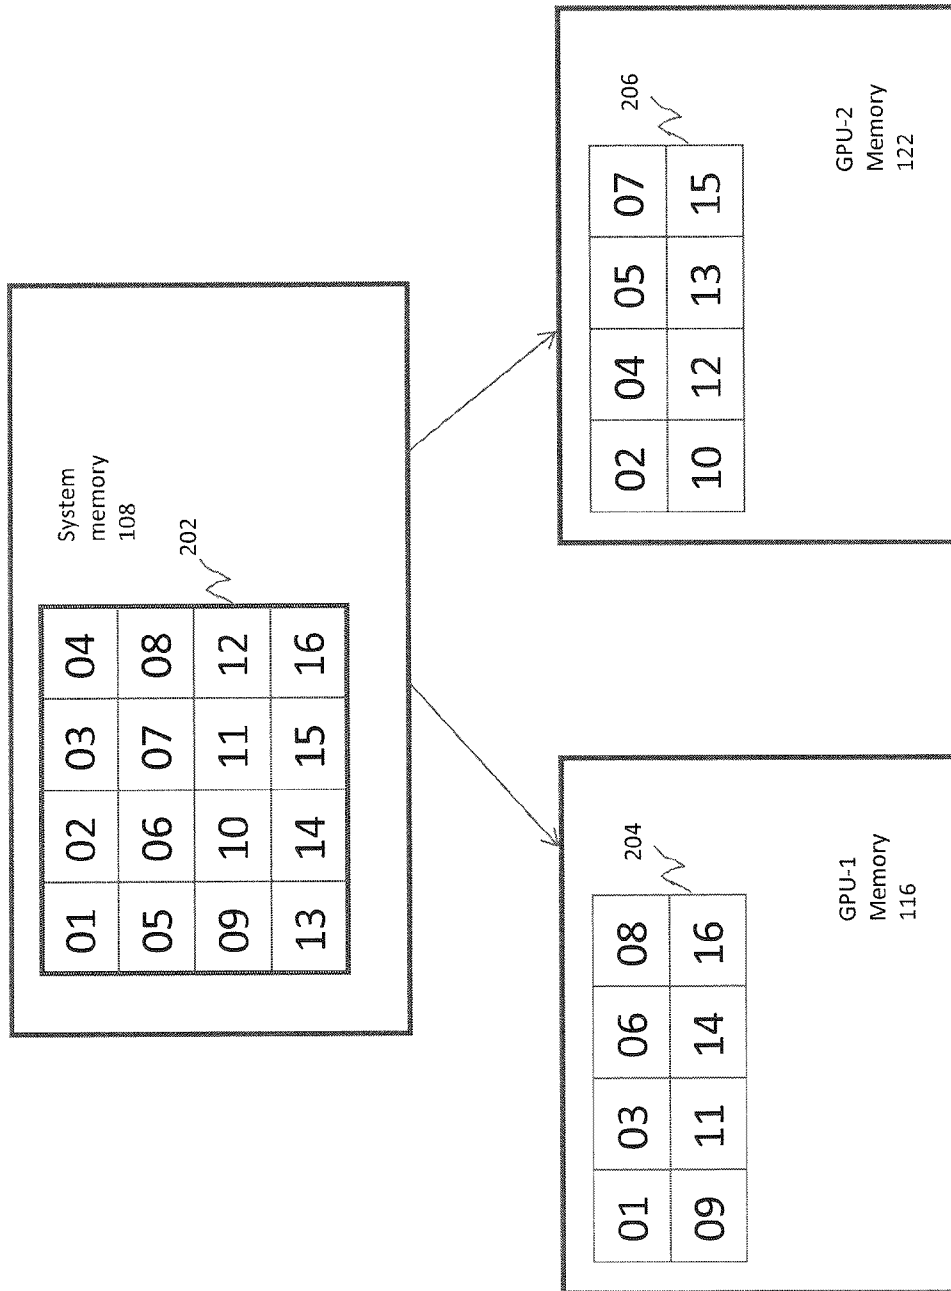 System
memory
108
202
01 02 03 04
05 06 07 08
09 10 11 12
13 14 15 16
204
01 03 06 08
09 11 14 16
GPU-1
Memory
116
206
02 04 05 07
10 12 13 15
GPU-2
Memory
122